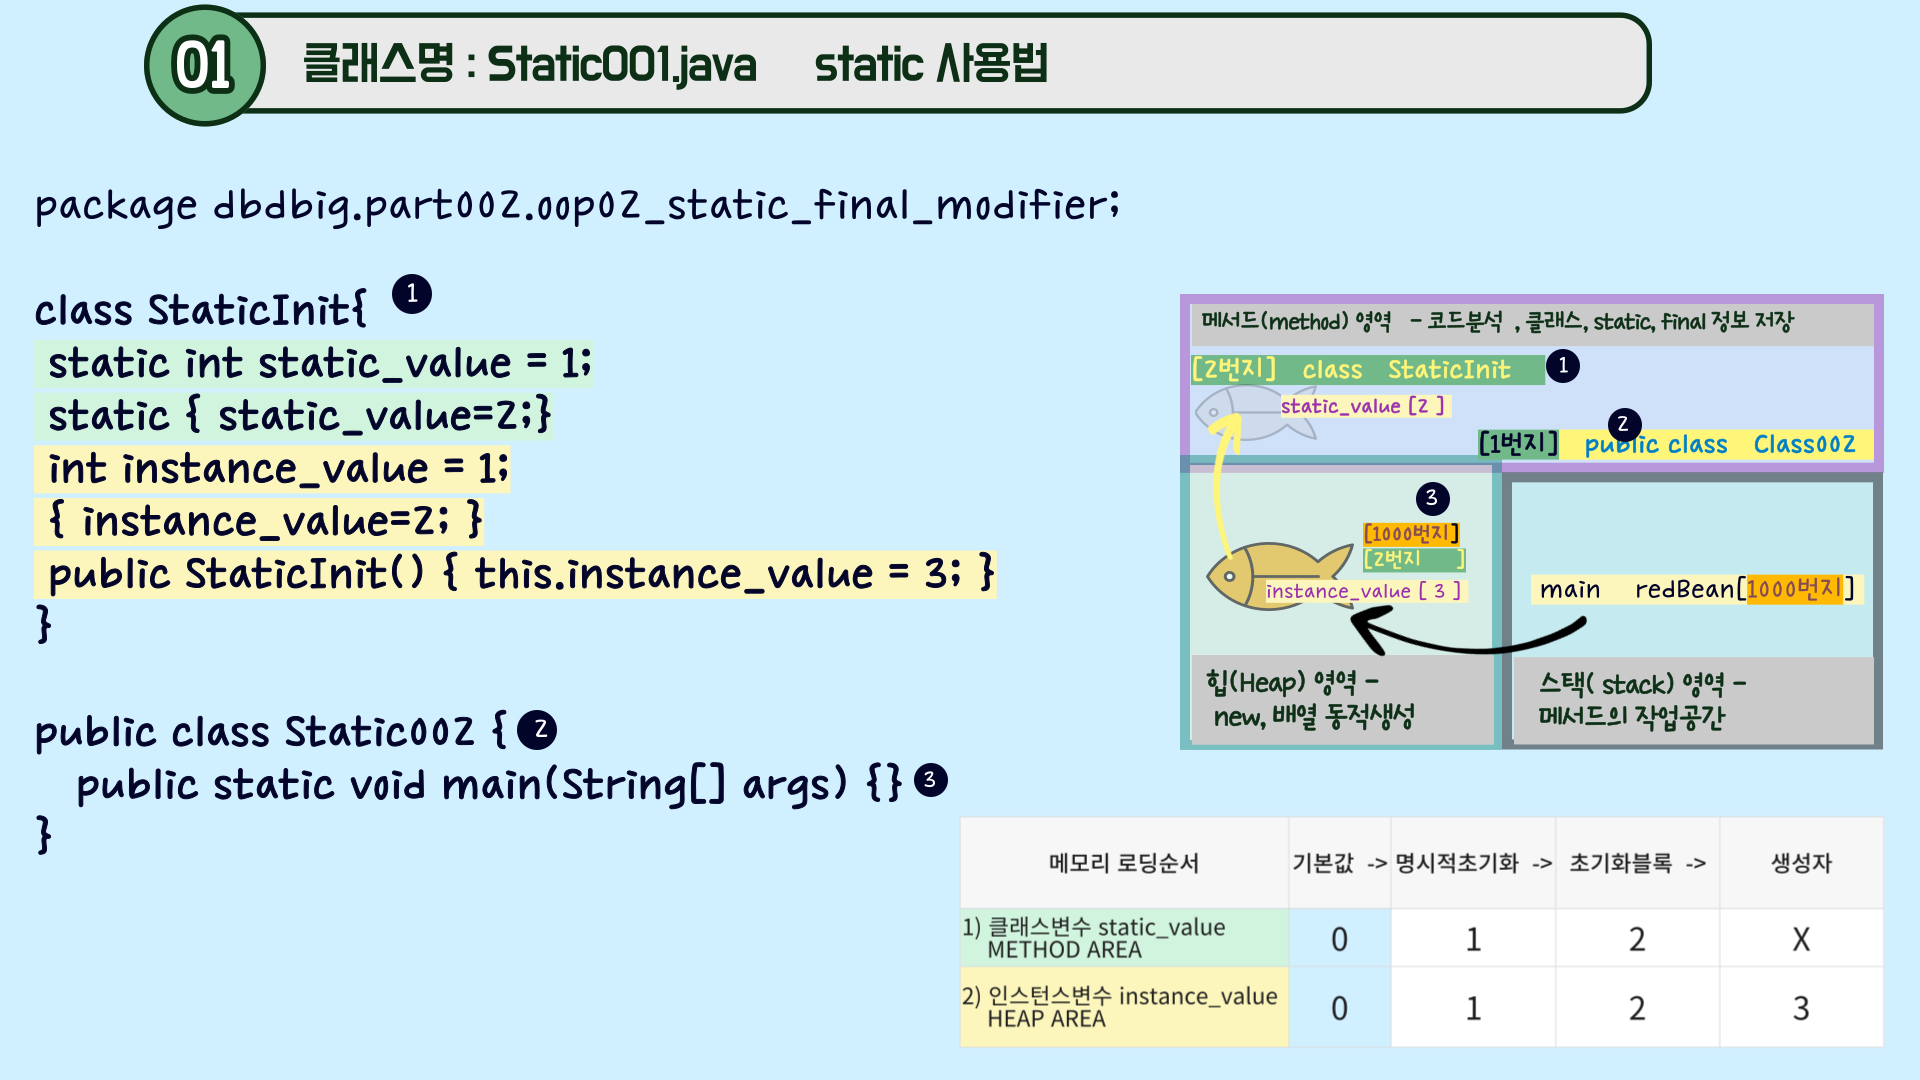 01
클래스명 : Static001.java static 사용법
package dbdbig.part002.oop02_static_final_modifier;
class StaticInit{ 1
static int static_value = 1;
static { static_value=2;}
int instance_value = 1;
{ instance_value=2; }
public StaticInit() { this.instance_value = 3; }
}
public class Static002 { 2
public static void main(String[] args) {} 3
}
메서드(method) 영역 - 코드분석 , 클래스, static, final 정보 저장
[2번지] class StaticInit 1
static_value [2 ]
2
[1번지] public class Class002
3
[1000번지]
[2번지 ]
instance_value [ 3 ]
main redBean[1000번지]
힙(Heap) 영역 -
new, 배열 동적생성
스택( stack) 영역 -
메서드의 작업공간
메모리 로딩순서 기본값 -> 명시적초기화 -> 초기화블록 -> 생성자
1) 클래스변수 static_value
METHOD AREA
0 1 2 X
2) 인스턴스변수 instance_value
HEAP AREA
0 1 2 3